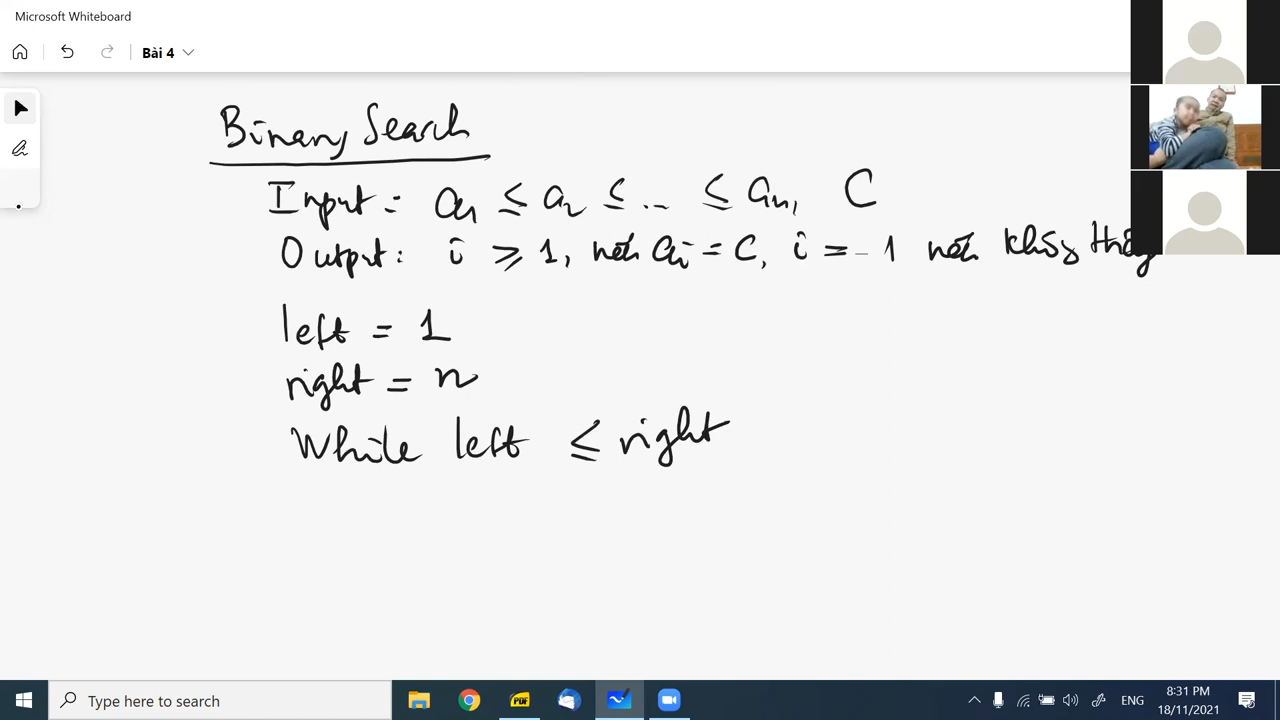 Microsoft Whiteboard
Bài 4
Binary Search
Input: a₁ ≤ a₂ ≤ ... ≤ aₙ, C
Output: i ≥ 1, nếu aᵢ = C, i = -1 nếu không thấy
left = 1
right = n
While left ≤ right
Type here to search
PDF
ENG
8:31 PM
18/11/2021